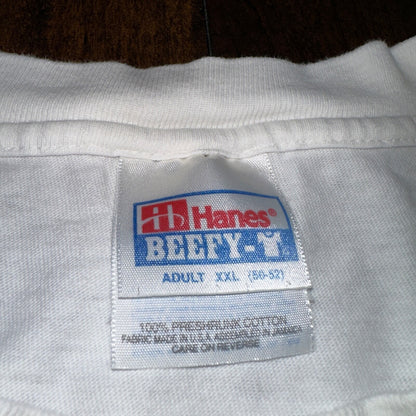 Hanes®
BEEFY-T®
ADULT XXL (50-52)
100% PRESHRUNK COTTON
FABRIC MADE IN U.S.A. ASSEMBLED IN JAMAICA
CARE ON REVERSE